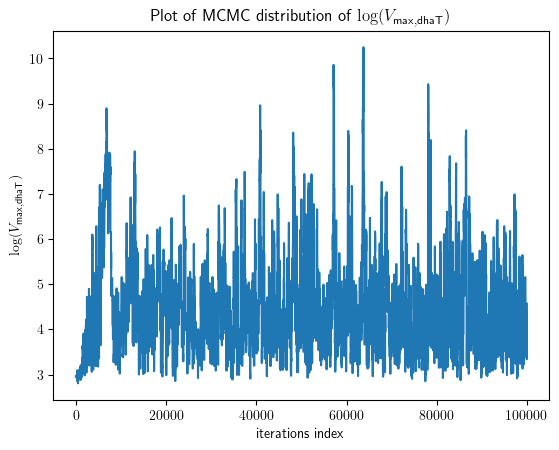 Plot of MCMC distribution of log(V_max,dhaT)
log(V_max,dhaT)
10
9
8
7
6
5
4
3
0 20000 40000 60000 80000 100000
iterations index